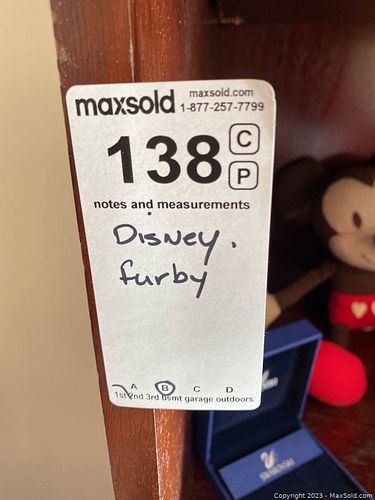 maxsold maxsold.com
1-877-257-7799
138 C
P
notes and measurements
Disney.
furby
A B C D
1st 2nd 3rd bsmt garage outdoors
SWAROVSKI
Copyright 2023 - MaxSold.com